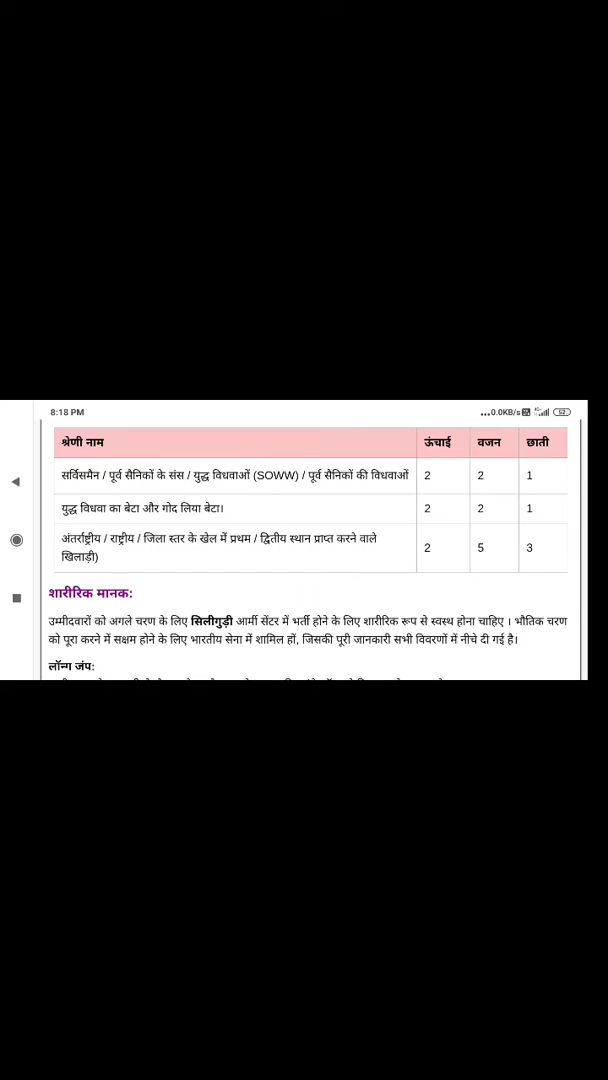 8:18 PM
...0.0KB/s 52
श्रेणी नाम ऊंचाई वजन छाती
सर्विसमैन / पूर्व सैनिकों के संस / युद्ध विधवाओं (SOWW) / पूर्व सैनिकों की विधवाओं 2 2 1
युद्ध विधवा का बेटा और गोद लिया बेटा। 2 2 1
अंतर्राष्ट्रीय / राष्ट्रीय / जिला स्तर के खेल में प्रथम / द्वितीय स्थान प्राप्त करने वाले
खिलाड़ी) 2 5 3
शारीरिक मानक:
उम्मीदवारों को अगले चरण के लिए सिलीगुड़ी आर्मी सेंटर में भर्ती होने के लिए शारीरिक रूप से स्वस्थ होना चाहिए । भौतिक चरण
को पूरा करने में सक्षम होने के लिए भारतीय सेना में शामिल हों, जिसकी पूरी जानकारी सभी विवरणों में नीचे दी गई है।
लॉन्ग जंप: